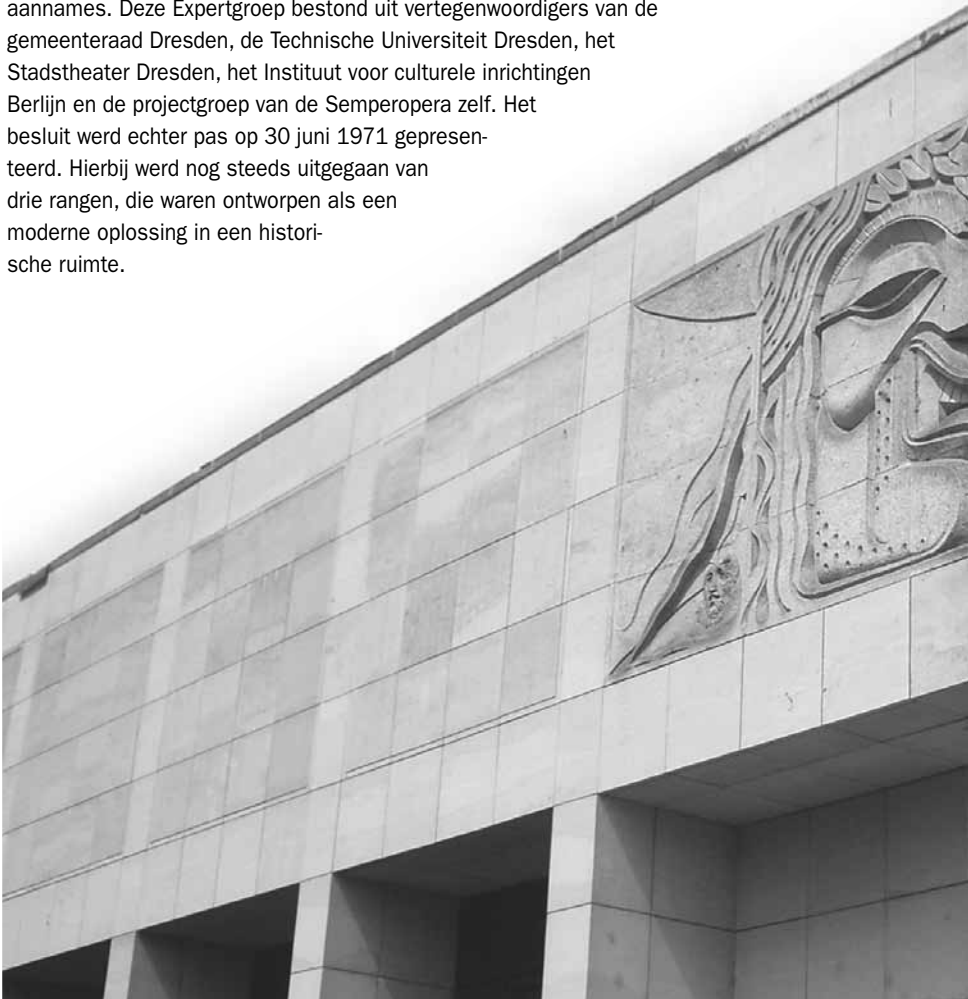 aannames. Deze Expertgroep bestond uit vertegenwoordigers van de
gemeenteraad Dresden, de Technische Universiteit Dresden, het
Stadstheater Dresden, het Instituut voor culturele inrichtingen
Berlijn en de projectgroep van de Semperopera zelf. Het
besluit werd echter pas op 30 juni 1971 gepresen-
teerd. Hierbij werd nog steeds uitgegaan van
drie rangen, die waren ontworpen als een
moderne oplossing in een histori-
sche ruimte.